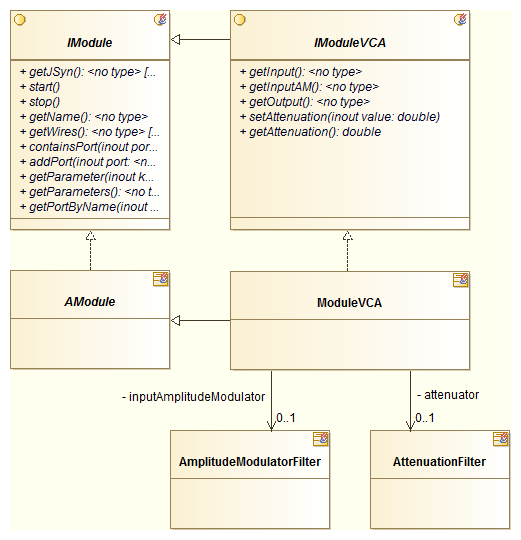 IModule
+ getJSyn(): <no type> [...
+ start()
+ stop()
+ getName(): <no type>
+ getWires(): <no type> [...
+ containsPort(inout por...
+ addPort(inout port: <n...
+ getParameter(inout k...
+ getParameters(): <no t...
+ getPortByName(inout ...
IModuleVCA
+ getInput(): <no type>
+ getInputAM(): <no type>
+ getOutput(): <no type>
+ setAttenuation(inout value: double)
+ getAttenuation(): double
AModule
ModuleVCA
- inputAmplitudeModulator
0..1
- attenuator
0..1
AmplitudeModulatorFilter
AttenuationFilter